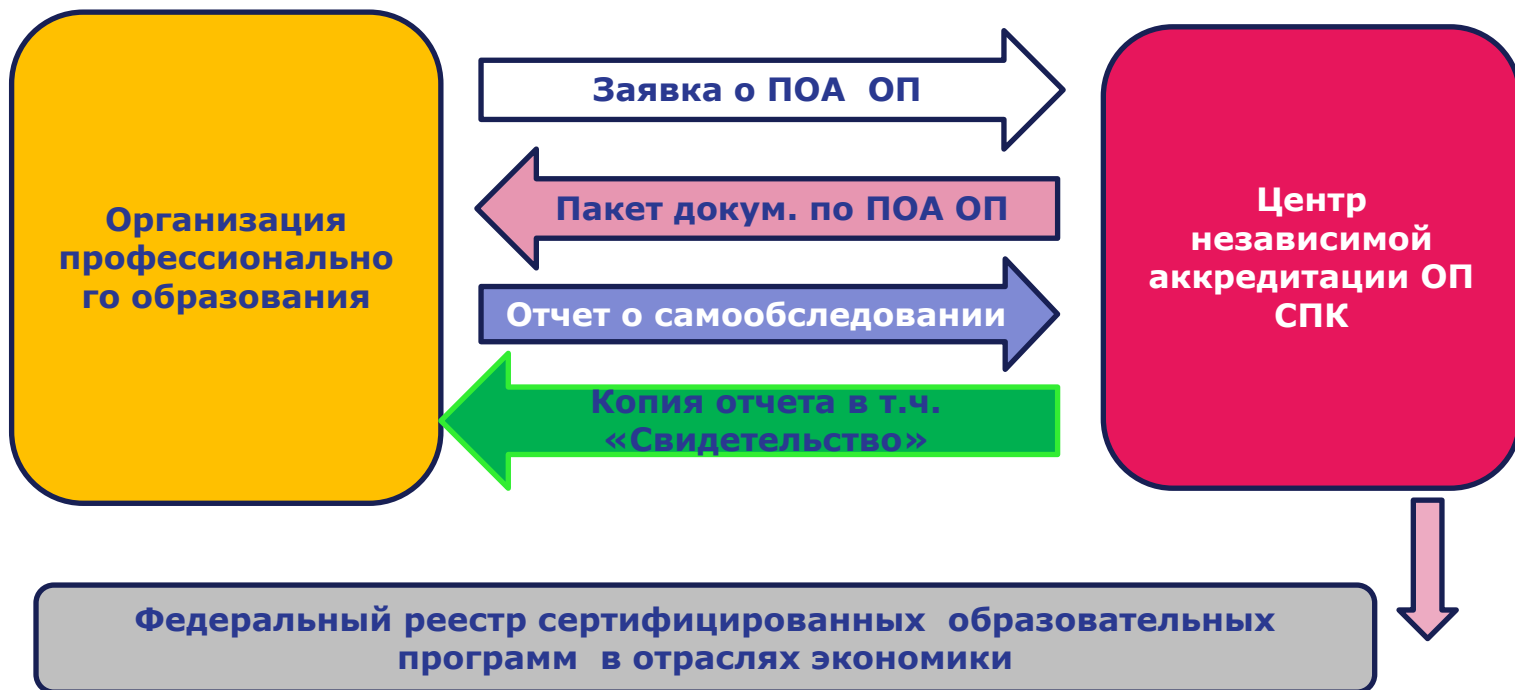 Организация
профессионально
го образования
Заявка о ПОА  ОП
Пакет докум. по ПОА ОП
Отчет о самообследовании
Копия отчета в т.ч.
«Свидетельство»
Центр
независимой
аккредитации ОП
СПК
Федеральный реестр сертифицированных  образовательных
программ  в отраслях экономики